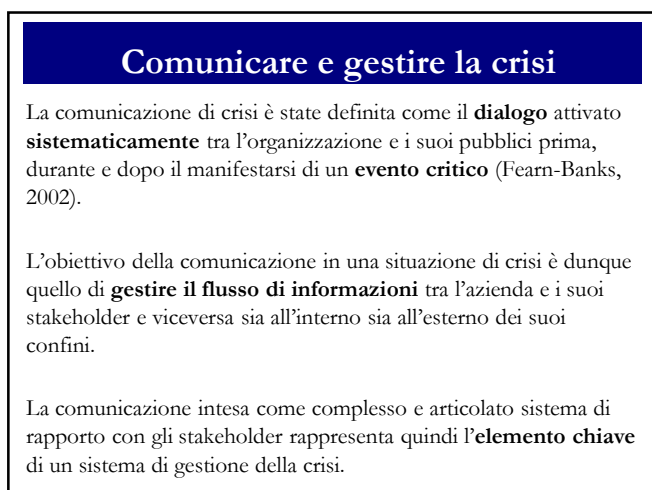 Comunicare e gestire la crisi
La comunicazione di crisi è state definita come il dialogo attivato
sistematicamente tra l'organizzazione e i suoi pubblici prima,
durante e dopo il manifestarsi di un evento critico (Fearn-Banks,
2002).
L'obiettivo della comunicazione in una situazione di crisi è dunque
quello di gestire il flusso di informazioni tra l'azienda e i suoi
stakeholder e viceversa sia all'interno sia all'esterno dei suoi
confini.
La comunicazione intesa come complesso e articolato sistema di
rapporto con gli stakeholder rappresenta quindi l'elemento chiave
di un sistema di gestione della crisi.